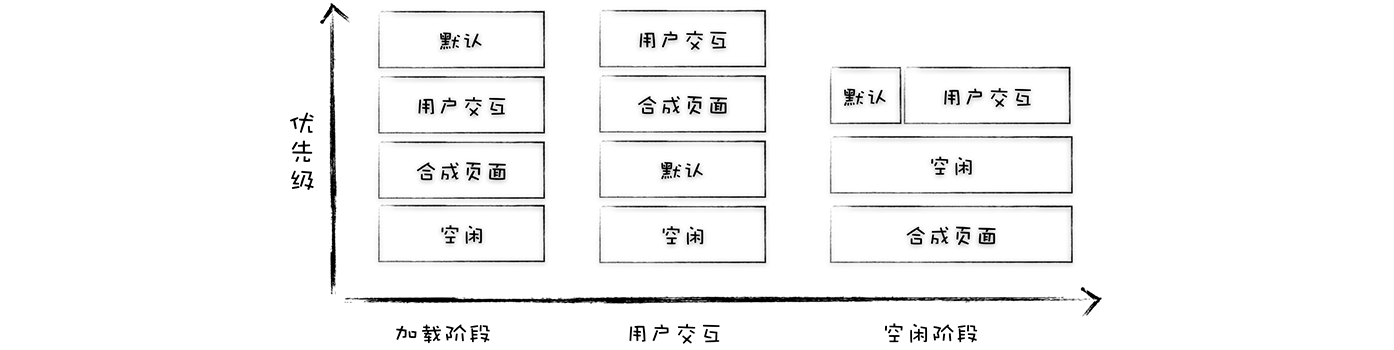 优先级
默认
用户交互
合成页面
空闲
用户交互
合成页面
默认
空闲
默认
用户交互
空闲
合成页面
加载阶段
用户交互
空闲阶段